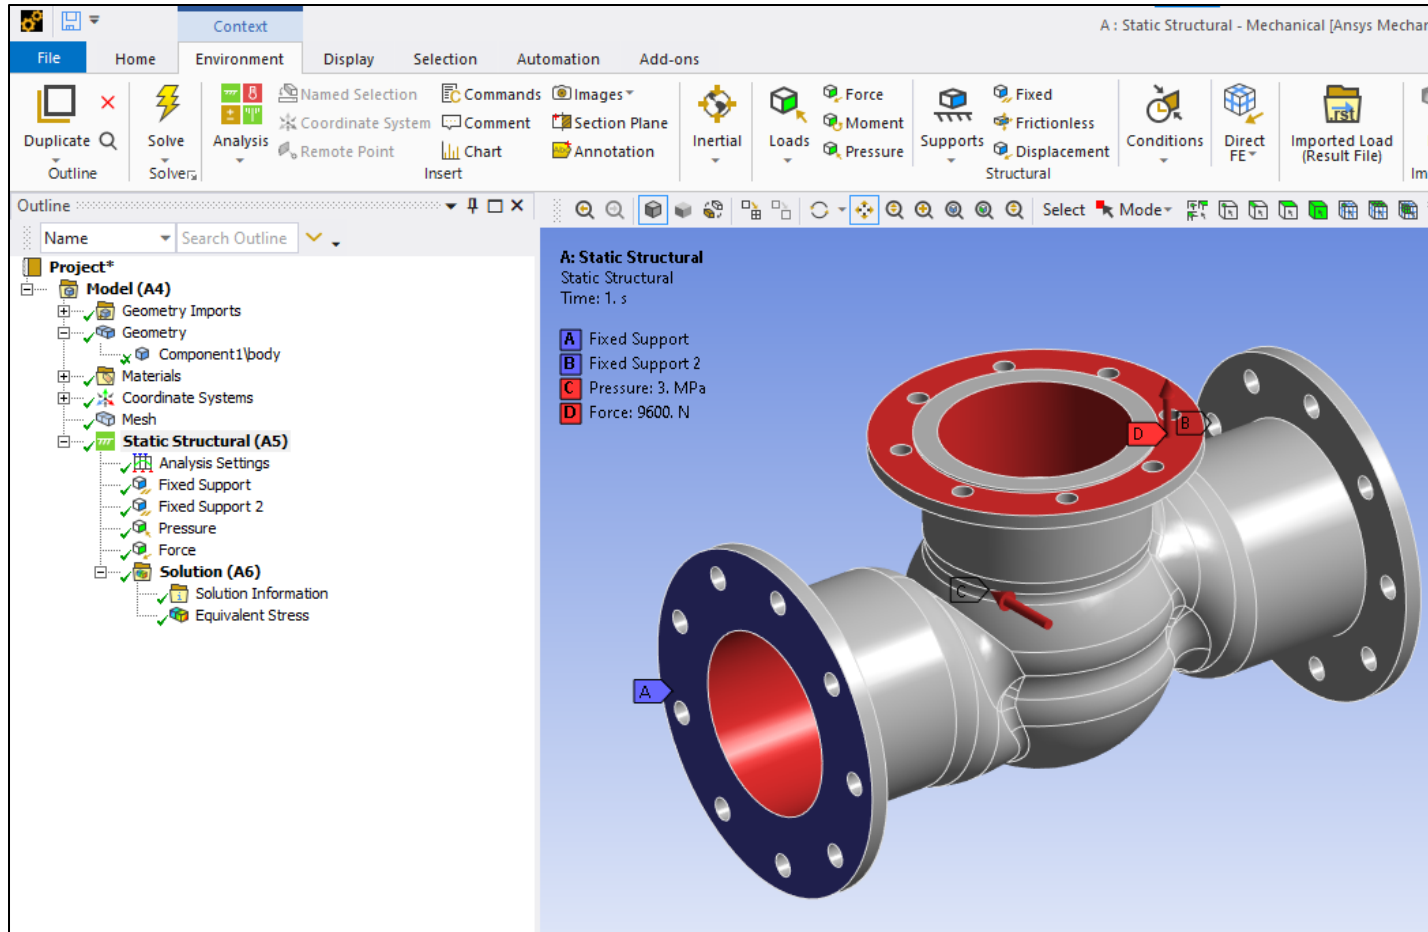 Context
A : Static Structural - Mechanical [Ansys Mechan
File Home Environment Display Selection Automation Add-ons
Duplicate
Outline
Solve
Solver
Analysis
Named Selection
Coordinate System
Remote Point
Commands
Comment
Chart
Images
Section Plane
Annotation
Insert
Inertial
Loads
Force
Moment
Pressure
Supports
Fixed
Frictionless
Displacement
Structural
Conditions
Direct
FE
.rst
Imported Load
(Result File)
Im
Outline
Name Search Outline
Select Mode
Project*
Model (A4)
Geometry Imports
Geometry
Component1\body
Materials
Coordinate Systems
Mesh
Static Structural (A5)
Analysis Settings
Fixed Support
Fixed Support 2
Pressure
Force
Solution (A6)
Solution Information
Equivalent Stress
A: Static Structural
Static Structural
Time: 1. s
A Fixed Support
B Fixed Support 2
C Pressure: 3. MPa
D Force: 9600. N
D
B
C
A